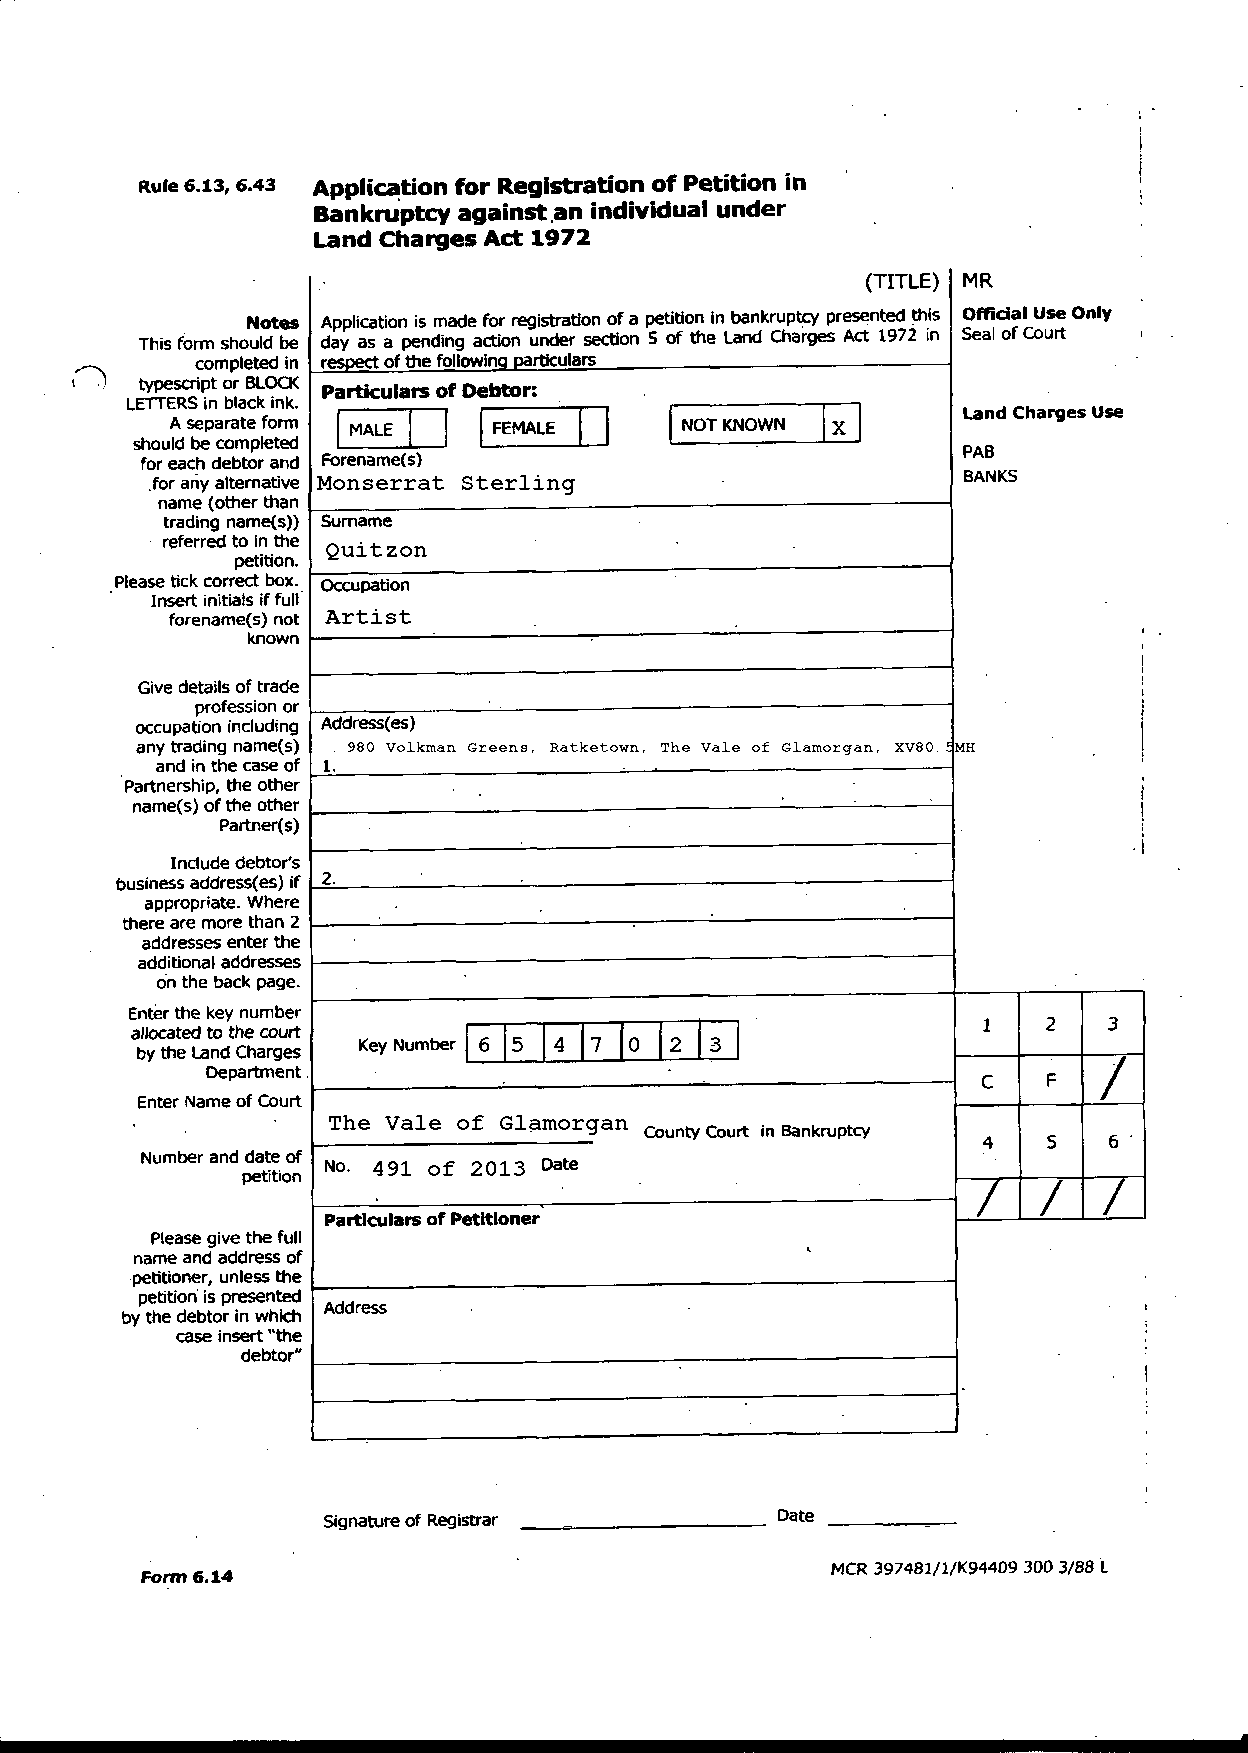 Rule 6.13, 6.43
Application for Registration of Petition in
Bankruptcy against an individual under
Land Charges Act 1972
(TITLE) MR
Notes
This form should be
completed in
typescript or BLOCK
LETTERS in black ink.
A separate form
should be completed
for each debtor and
for any alternative
name (other than
trading name(s))
referred to in the
petition.
Please tick correct box.
Insert initials if full
forename(s) not
known
Give details of trade
profession or
occupation including
any trading name(s)
and in the case of
Partnership, the other
name(s) of the other
Partner(s)
Include debtor's
business address(es) if
appropriate. Where
there are more than 2
addresses enter the
additional addresses
on the back page.
Enter the key number
allocated to the court
by the Land Charges
Department
Enter Name of Court
Number and date of
petition
Please give the full
name and address of
petitioner, unless the
petition is presented
by the debtor in which
case insert "the
debtor"
Application is made for registration of a petition in bankruptcy presented this
day as a pending action under section 5 of the Land Charges Act 1972 in
respect of the following particulars
Particulars of Debtor:
MALE FEMALE NOT KNOWN X
Forename(s)
Monserrat Sterling
Surname
Quitzon
Occupation
Artist
Address(es)
980 Volkman Greens, Ratketown, The Vale of Glamorgan, XV80 5MH
1.
2.
Key Number 6 5 4 7 0 2 3
The Vale of Glamorgan County Court in Bankruptcy
No. 491 of 2013 Date
Particulars of Petitioner
Address
Official Use Only
Seal of Court
Land Charges Use
PAB
BANKS
1 2 3
C F /
4 5 6
/ / /
Signature of Registrar Date
Form 6.14
MCR 397481/1/K94409 300 3/88 L